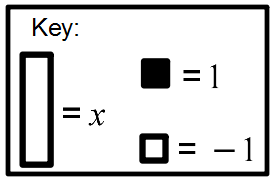 Key:
= 1
= x
= − 1